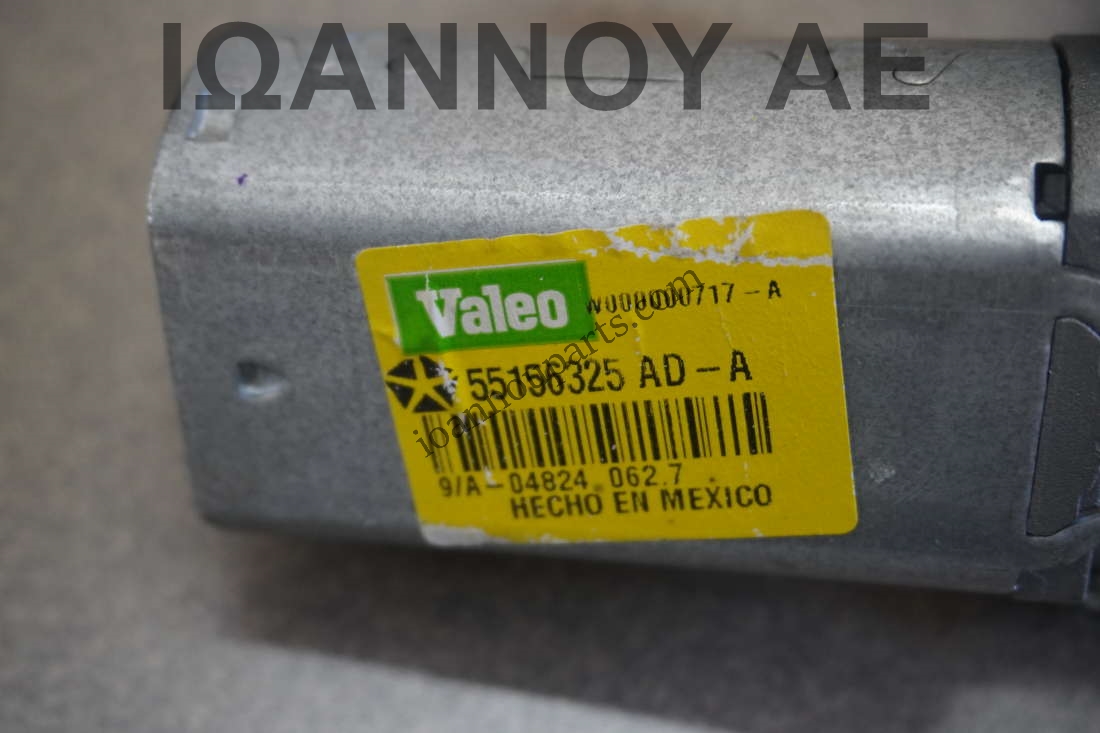 ΙΩΑΝΝΟΥ ΑΕ
Valeo W000000717-A
55156325 AD-A
ioannouparts.com
9/A-04824 062.7
HECHO EN MEXICO